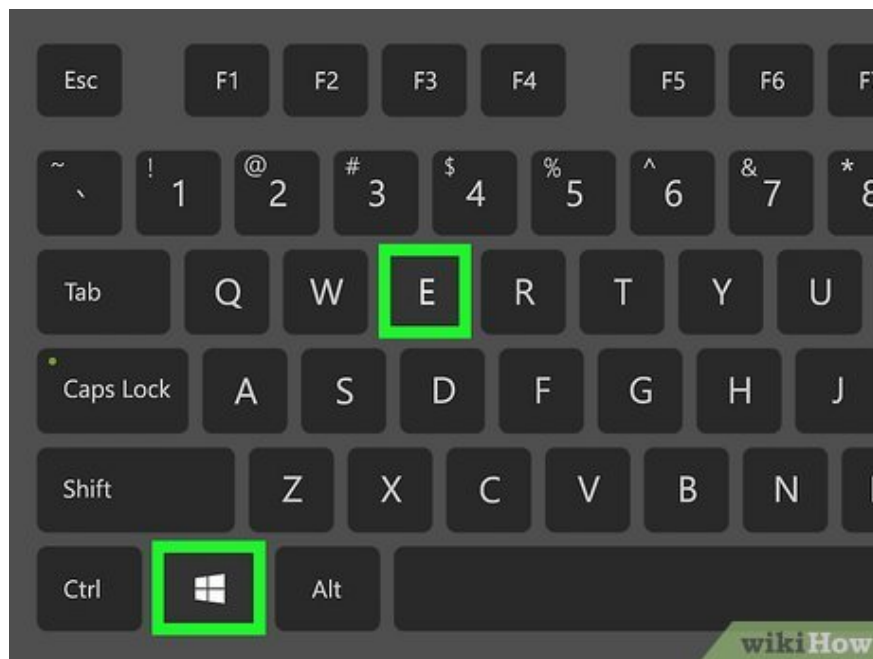 Esc F1 F2 F3 F4 F5 F6
~ ` ! 1 @ 2 # 3 $ 4 % 5 ^ 6 & 7 * 8
Tab Q W E R T Y U
Caps Lock A S D F G H J
Shift Z X C V B N
Ctrl Alt
wikiHow